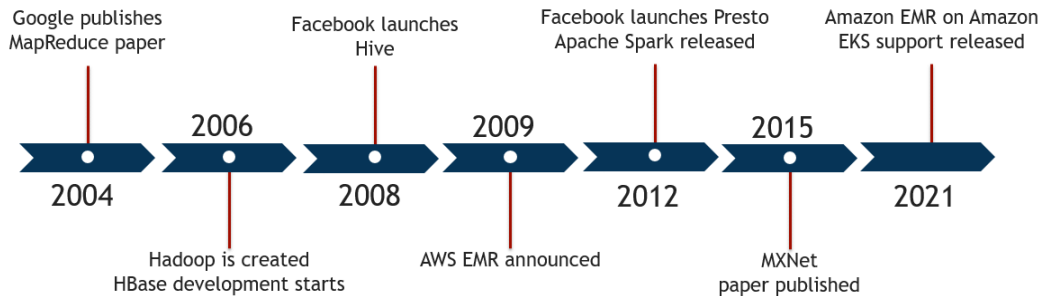 Google publishes
MapReduce paper
Facebook launches
Hive
Facebook launches Presto
Apache Spark released
Amazon EMR on Amazon
EKS support released
2006
2009
2015
2004
2008
2012
2021
Hadoop is created
HBase development starts
AWS EMR announced
MXNet
paper published